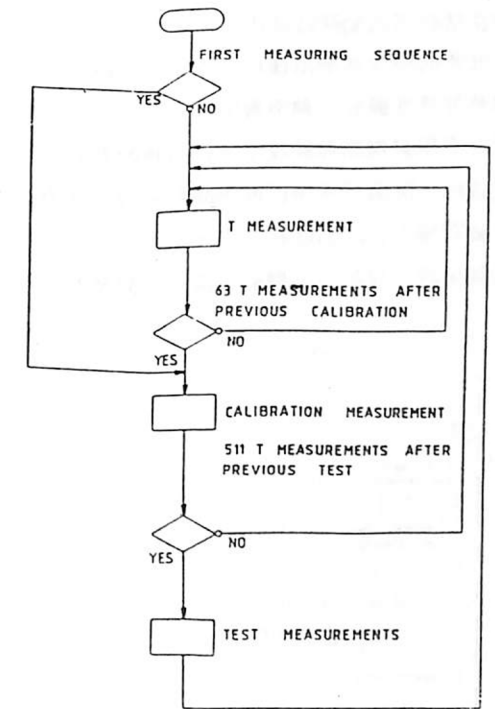 FIRST MEASURING SEQUENCE
YES
NO
T MEASUREMENT
63 T MEASUREMENTS AFTER
PREVIOUS CALIBRATION
NO
YES
CALIBRATION MEASUREMENT
511 T MEASUREMENTS AFTER
PREVIOUS TEST
NO
YES
TEST MEASUREMENTS